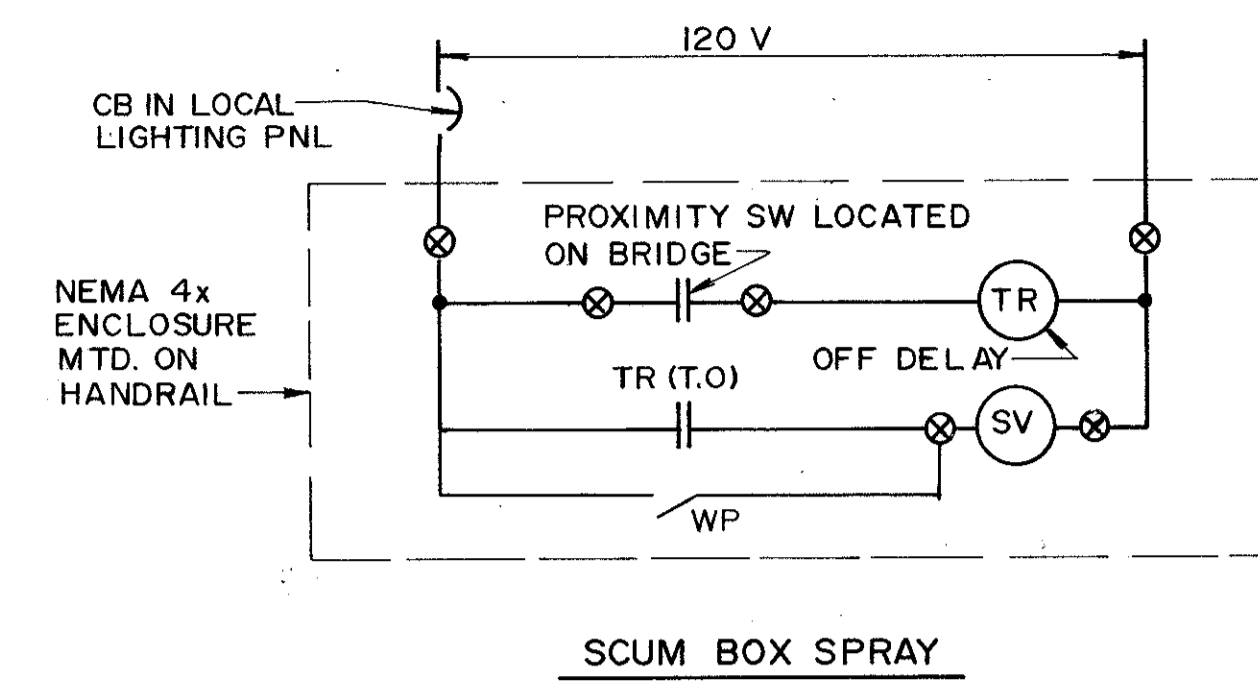 120 V
CB IN LOCAL
LIGHTING PNL
PROXIMITY SW LOCATED
ON BRIDGE
NEMA 4x
ENCLOSURE
MTD. ON
HANDRAIL
TR
OFF DELAY
TR (T.O)
SV
WP
SCUM BOX SPRAY